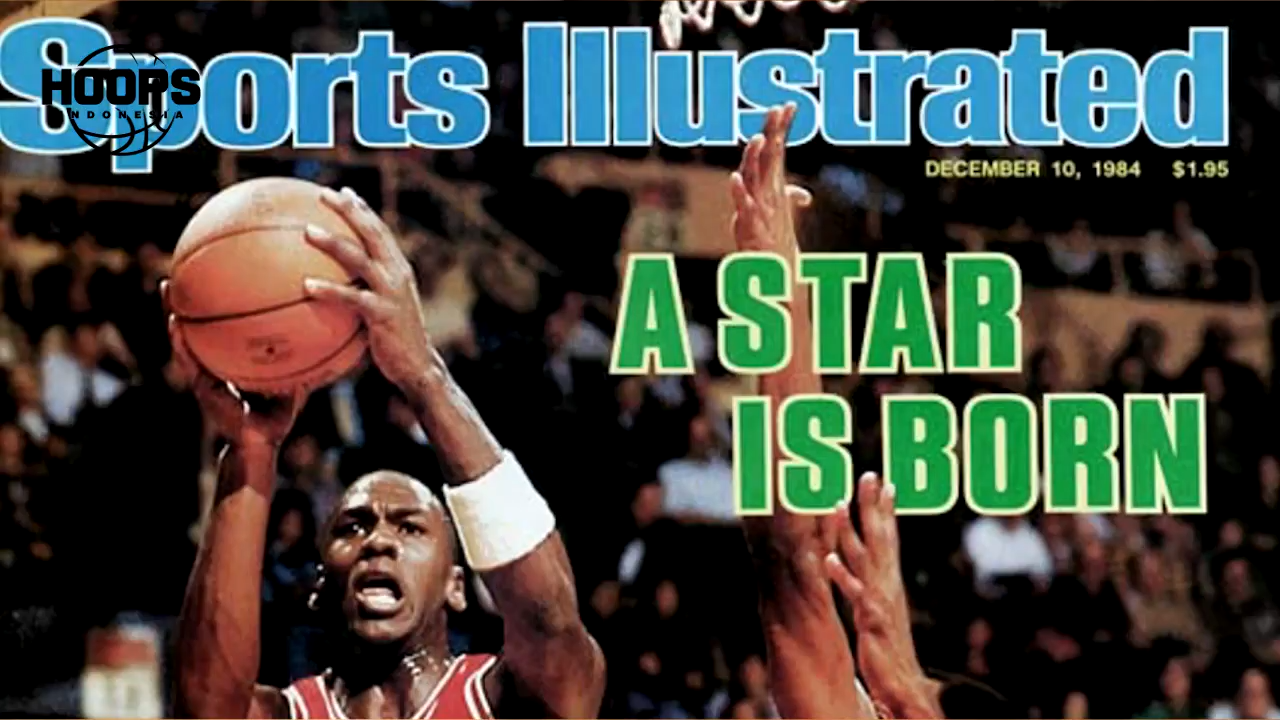 Sports Illustrated
HOOPS
INDONESIA
DECEMBER 10, 1984 $1.95
A STAR
IS BORN